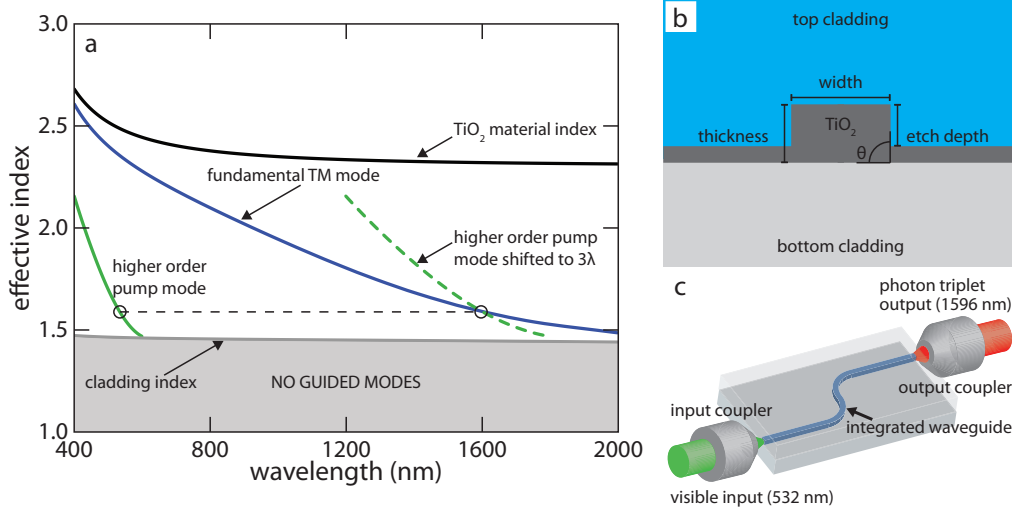 a
3.0
2.5
2.0
1.5
1.0
effective index
400
800
1200
1600
2000
wavelength (nm)
TiO2 material index
fundamental TM mode
higher order
pump mode
higher order pump
mode shifted to 3λ
cladding index
NO GUIDED MODES
b
top cladding
width
thickness
TiO2
etch depth
θ
bottom cladding
c
photon triplet
output (1596 nm)
output coupler
input coupler
integrated waveguide
visible input (532 nm)